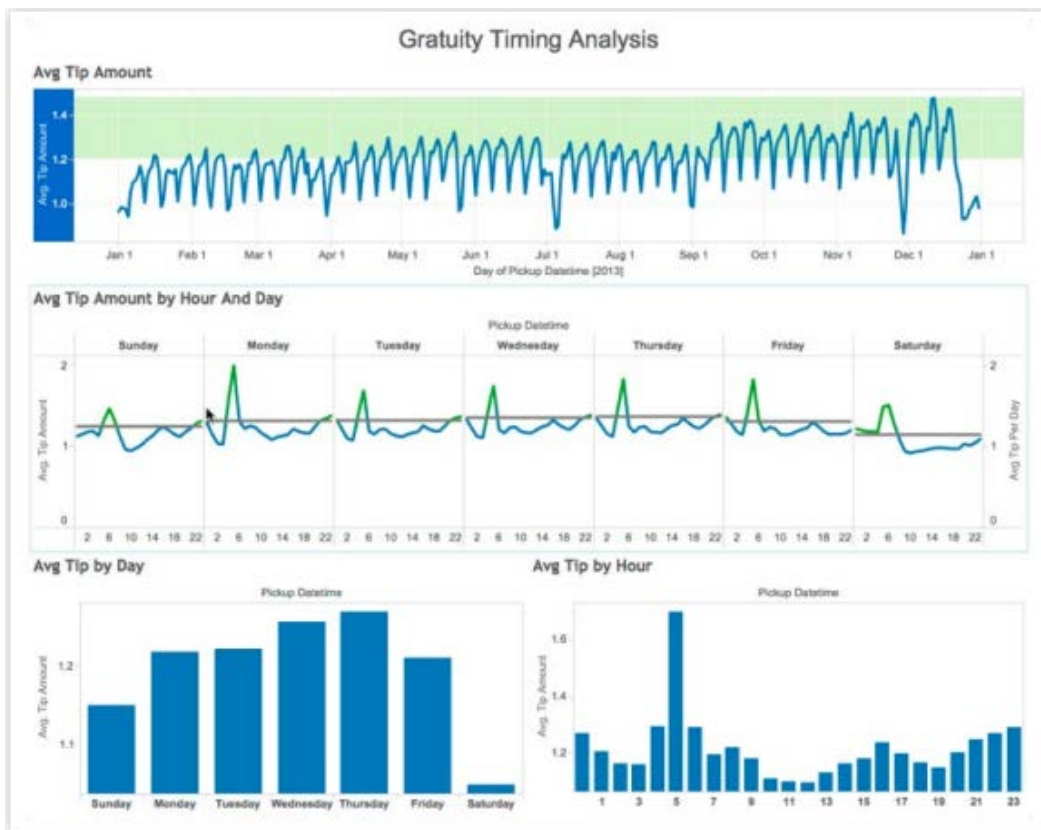 Gratuity Timing Analysis
Avg Tip Amount
Avg. Tip Amount
1.4
1.2
1.0
Jan 1 Feb 1 Mar 1 Apr 1 May 1 Jun 1 Jul 1 Aug 1 Sep 1 Oct 1 Nov 1 Dec 1 Jan 1
Day of Pickup Datetime [2013]
Avg Tip Amount by Hour And Day
Pickup Datetime
Sunday Monday Tuesday Wednesday Thursday Friday Saturday
Avg. Tip Amount
2 2
1 1
0 0
Avg Tip Per Day
2 6 10 14 18 22 2 6 10 14 18 22 2 6 10 14 18 22 2 6 10 14 18 22 2 6 10 14 18 22 2 6 10 14 18 22 2 6 10 14 18 22
Avg Tip by Day
Pickup Datetime
Avg. Tip Amount
1.2
1.1
Sunday Monday Tuesday Wednesday Thursday Friday Saturday
Avg Tip by Hour
Pickup Datetime
Avg. Tip Amount
1.6
1.4
1.2
1 3 5 7 9 11 13 15 17 19 21 23